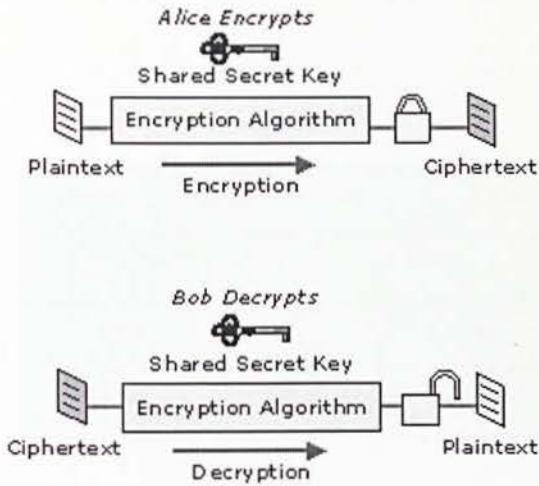 Alice Encrypts
Shared Secret Key
Encryption Algorithm
Plaintext
Ciphertext
Encryption
Bob Decrypts
Shared Secret Key
Encryption Algorithm
Ciphertext
Plaintext
Decryption